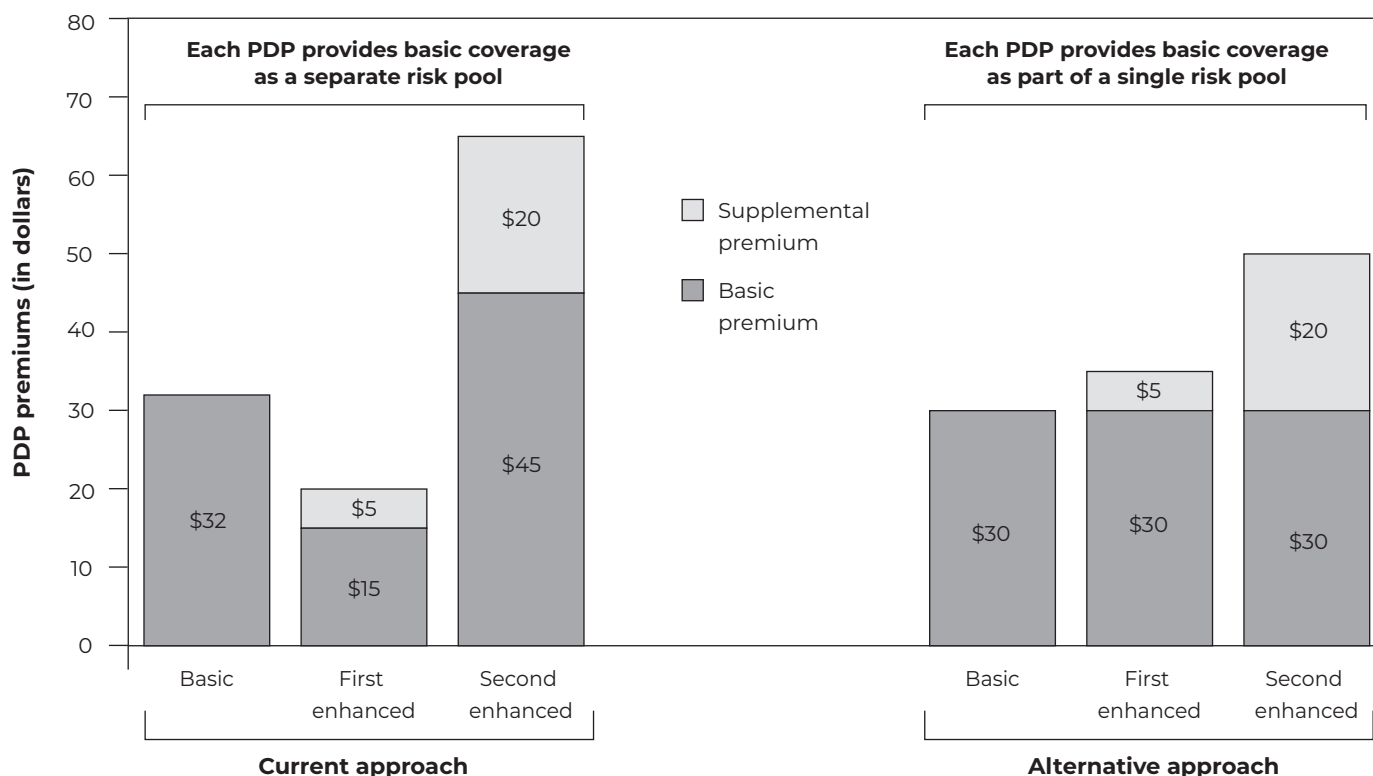 PDP premiums (in dollars)
80
70
60
50
40
30
20
10
0
Each PDP provides basic coverage
as a separate risk pool
$32
$5
$15
$20
$45
Basic
First
enhanced
Second
enhanced
Current approach
Supplemental
premium
Basic
premium
Each PDP provides basic coverage
as part of a single risk pool
$30
$5
$30
$20
$30
Basic
First
enhanced
Second
enhanced
Alternative approach